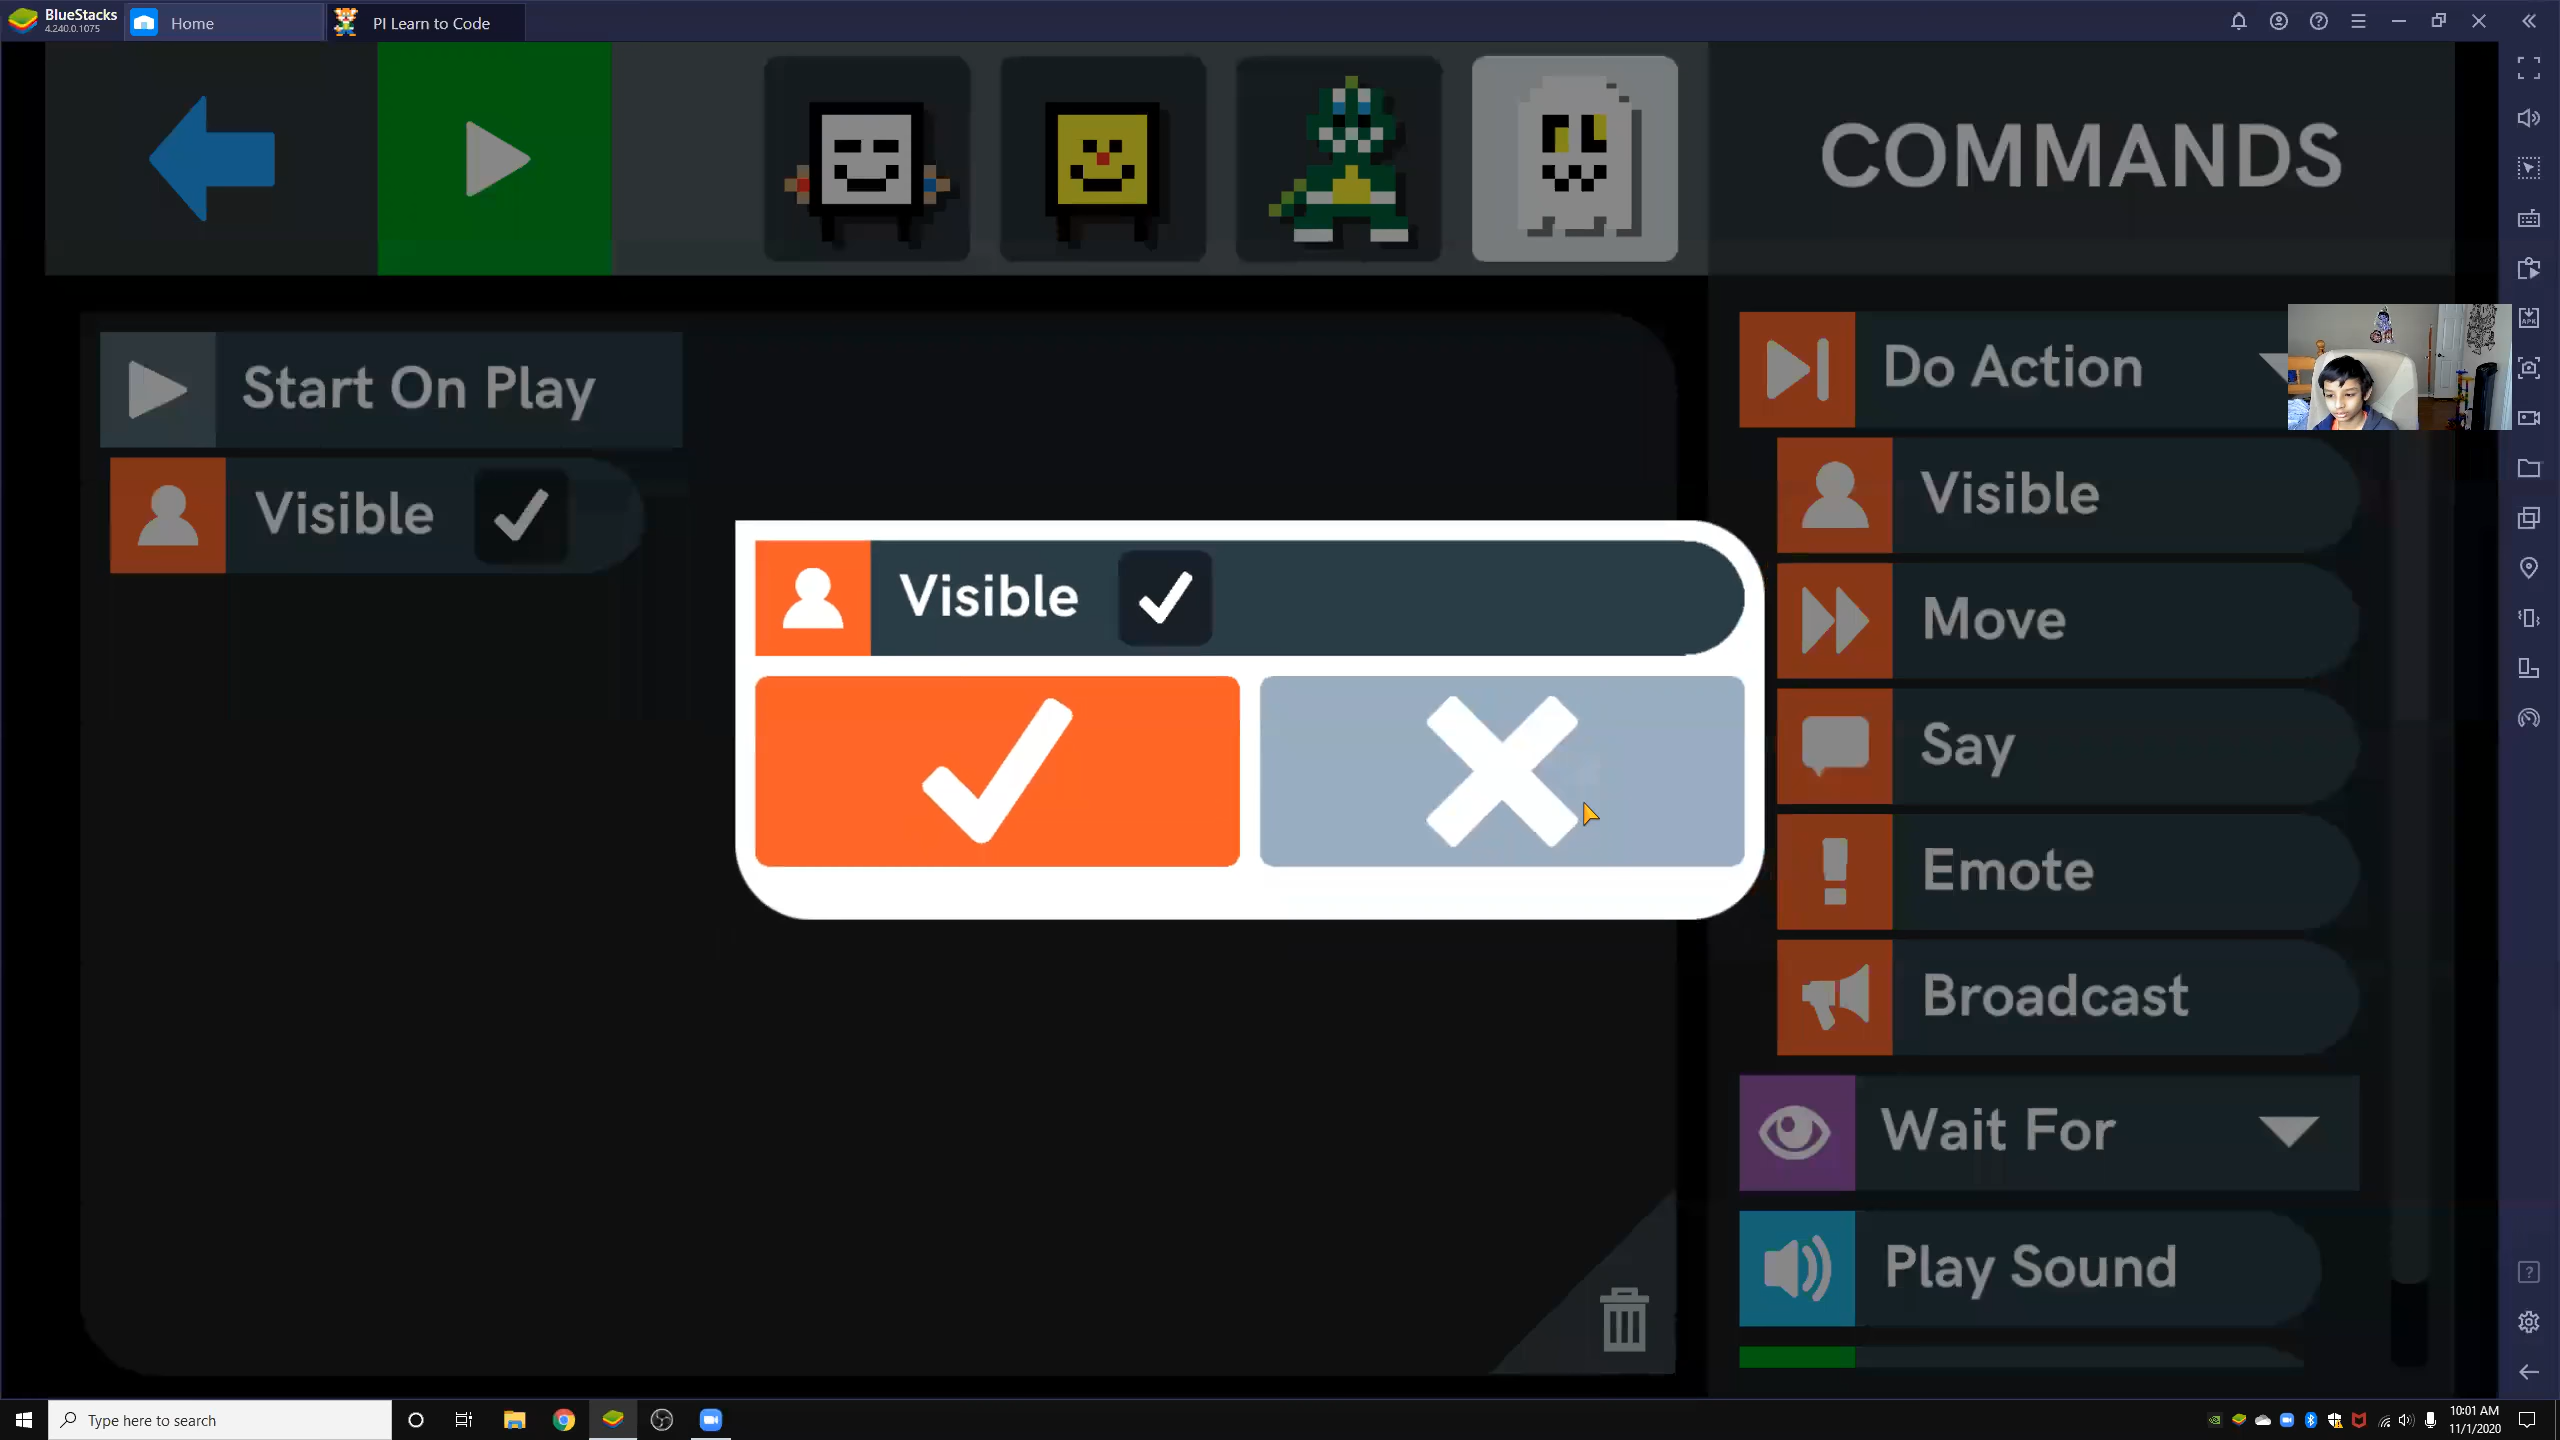 BlueStacks
4.240.0.1075
Home
PI Learn to Code
COMMANDS
Start On Play
Visible
Visible
Do Action
Visible
Move
Say
Emote
Broadcast
Wait For
Play Sound
Type here to search
10:01 AM
11/1/2020